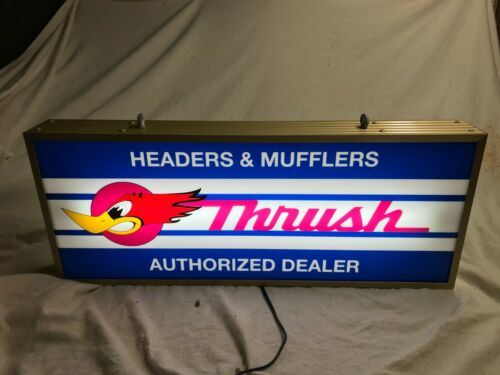 HEADERS & MUFFLERS
Thrush
AUTHORIZED DEALER